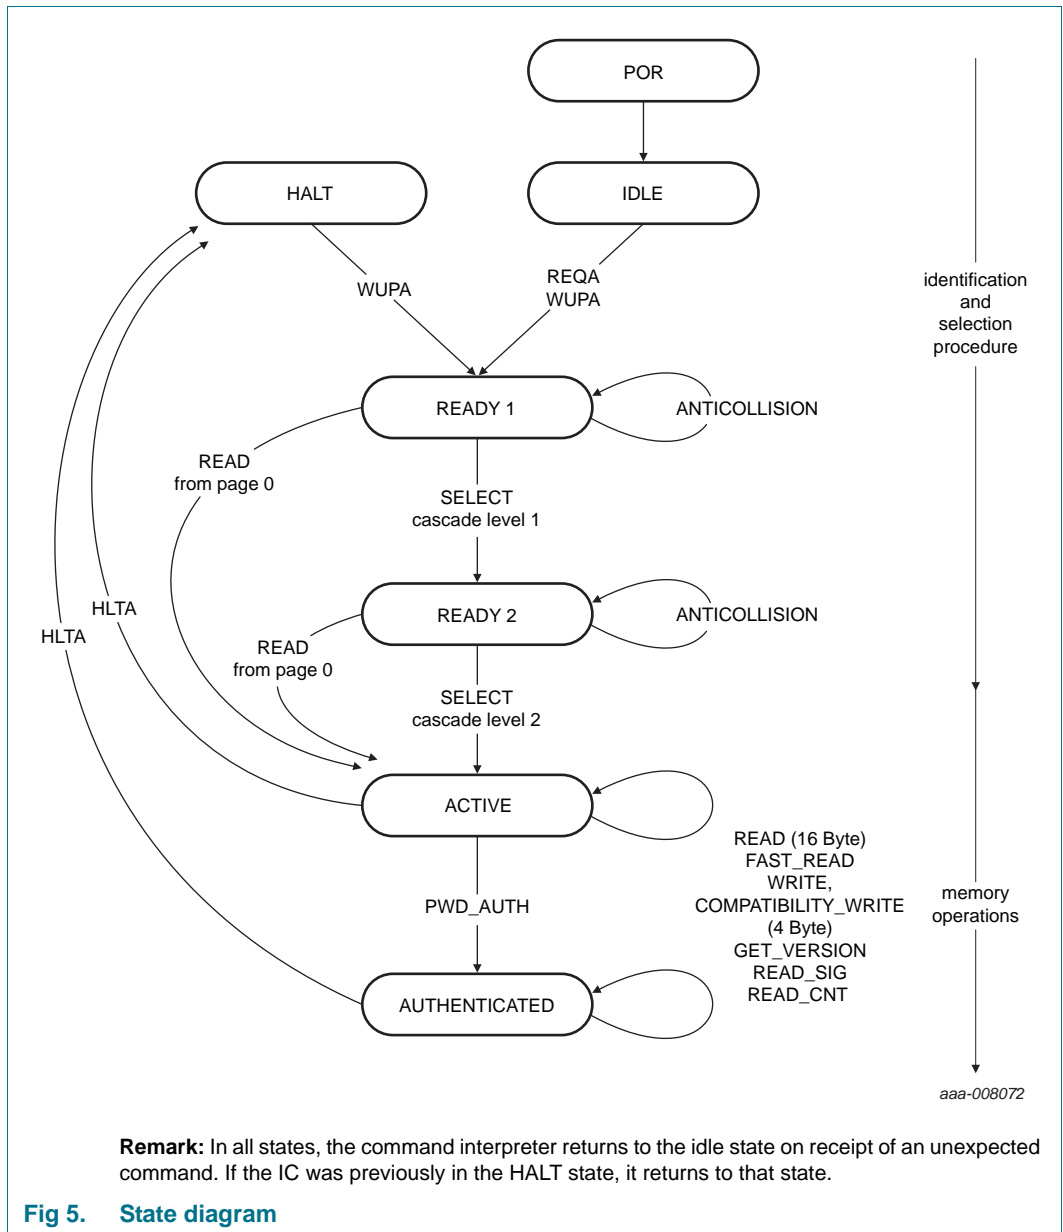 POR
HALT
IDLE
WUPA
REQA
WUPA
identification
and
selection
procedure
READY 1
ANTICOLLISION
READ
from page 0
SELECT
cascade level 1
READY 2
ANTICOLLISION
HLTA
HLTA
READ
from page 0
SELECT
cascade level 2
ACTIVE
READ (16 Byte)
FAST_READ
WRITE,
COMPATIBILITY_WRITE
(4 Byte)
GET_VERSION
READ_SIG
READ_CNT
memory
operations
PWD_AUTH
AUTHENTICATED
aaa-008072
Remark: In all states, the command interpreter returns to the idle state on receipt of an unexpected
command. If the IC was previously in the HALT state, it returns to that state.
Fig 5. State diagram